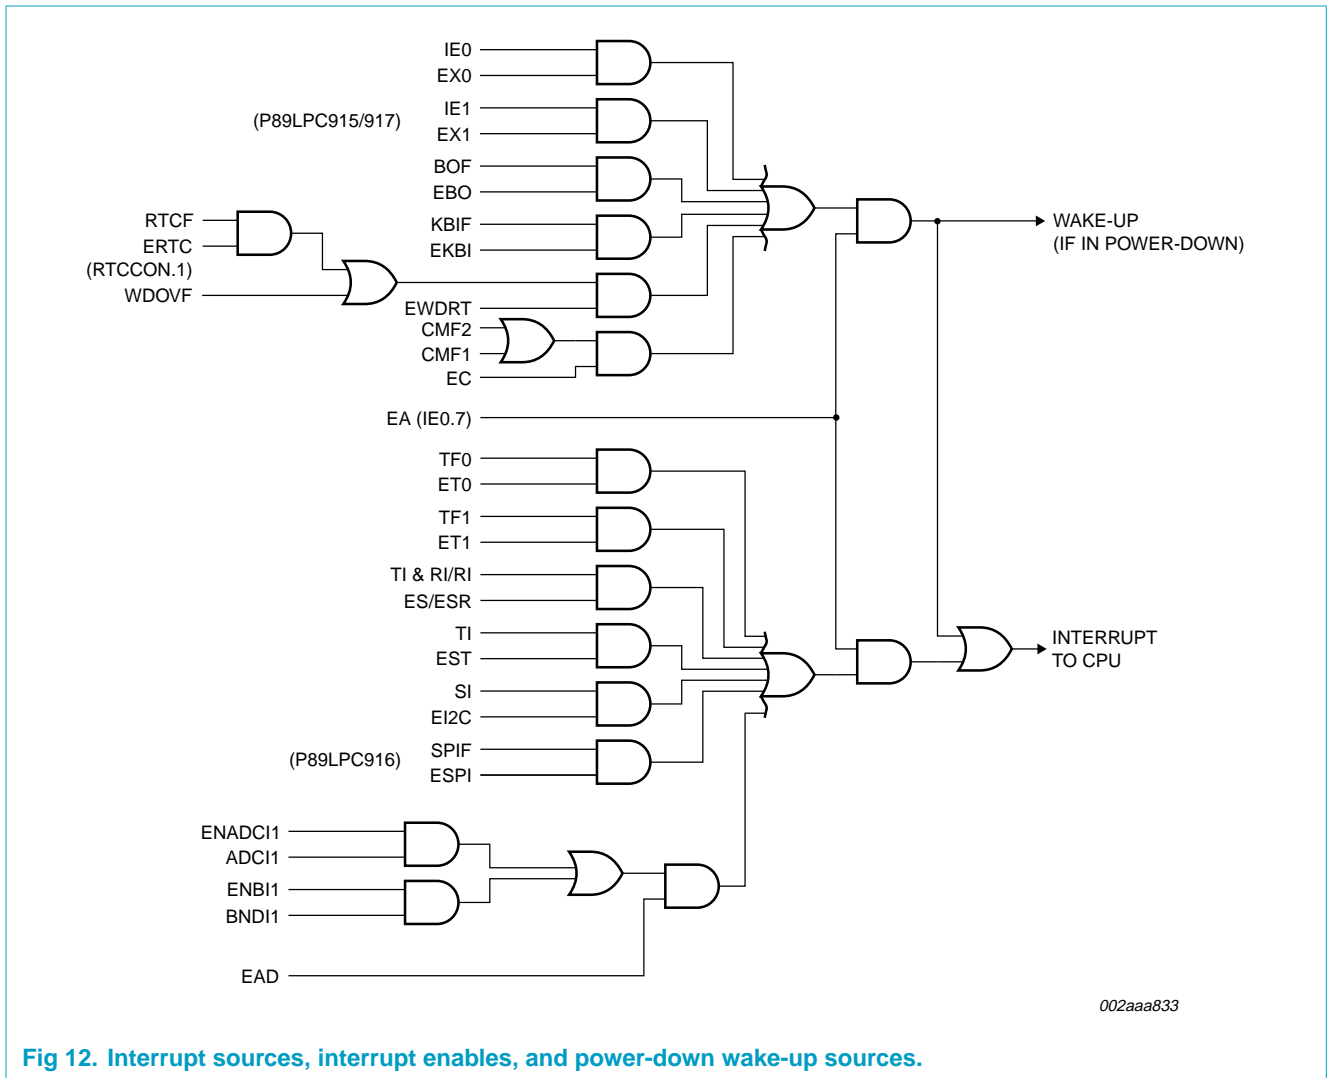 IE0
EX0
(P89LPC915/917)
IE1
EX1
BOF
EBO
KBIF
EKBI
RTCF
ERTC
(RTCCON.1)
WDOVF
EWDRT
CMF2
CMF1
EC
EA (IE0.7)
WAKE-UP
(IF IN POWER-DOWN)
TF0
ET0
TF1
ET1
TI & RI/RI
ES/ESR
TI
EST
SI
EI2C
(P89LPC916)
SPIF
ESPI
INTERRUPT
TO CPU
ENADCI1
ADCI1
ENBI1
BNDI1
EAD
002aaa833
Fig 12. Interrupt sources, interrupt enables, and power-down wake-up sources.